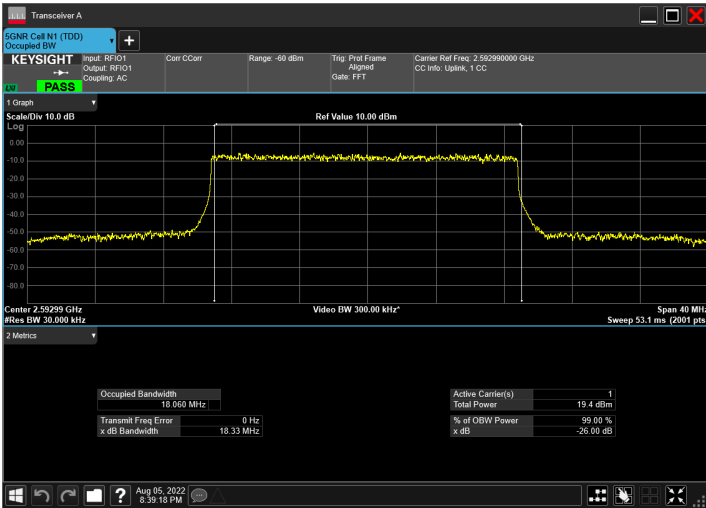 Transceiver A
5GNR Cell N1 (TDD)
Occupied BW
KEYSIGHT
LXI
PASS
Input: RFIO1
Output: RFIO1
Coupling: AC
Corr CCorr
Range: -60 dBm
Trig: Prot Frame
Aligned
Gate: FFT
Carrier Ref Freq: 2.592990000 GHz
CC Info: Uplink, 1 CC
1 Graph
Scale/Div 10.0 dB
Ref Value 10.00 dBm
Log
0.00
-10.0
-20.0
-30.0
-40.0
-50.0
-60.0
-70.0
-80.0
Center 2.59299 GHz
Video BW 300.00 kHz*
Span 40 MHz
#Res BW 30.000 kHz
Sweep 53.1 ms (2001 pts
2 Metrics
Occupied Bandwidth
18.060 MHz
Transmit Freq Error 0 Hz
x dB Bandwidth 18.33 MHz
Active Carrier(s) 1
Total Power 19.4 dBm
% of OBW Power 99.00 %
x dB -26.00 dB
?
Aug 05, 2022
8:39:18 PM